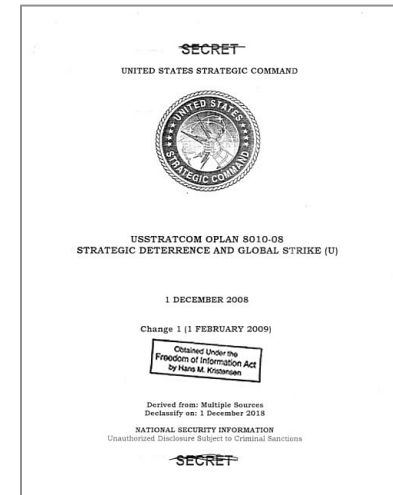 SECRET
UNITED STATES STRATEGIC COMMAND
UNITED STATES
STRATEGIC COMMAND
USSTRATCOM OPLAN 8010-08
STRATEGIC DETERRENCE AND GLOBAL STRIKE (U)
1 DECEMBER 2008
Change 1 (1 FEBRUARY 2009)
Obtained Under the
Freedom of Information Act
by Hans M. Kristensen
Derived from: Multiple Sources
Declassify on: 1 December 2018
NATIONAL SECURITY INFORMATION
Unauthorized Disclosure Subject to Criminal Sanctions
SECRET